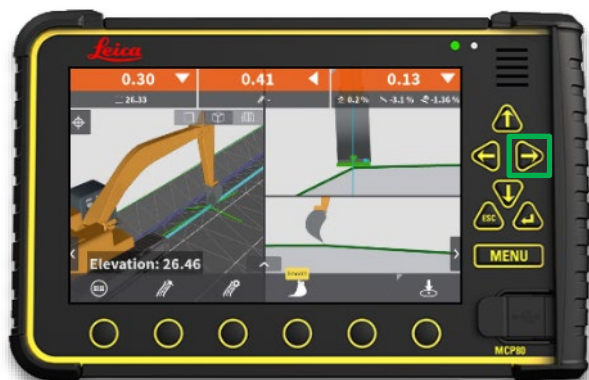 Leica
0.30
0.41
0.13
26.33
-
0.2 %
-3.1 %
-1.36 %
Elevation: 26.46
ESC
MENU
MCP80